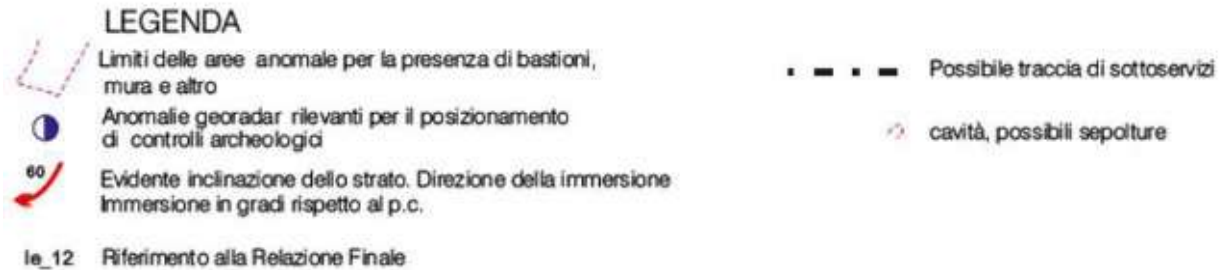 LEGENDA
Limiti delle aree anomale per la presenza di bastioni,
mura e altro
Anomalie georadar rilevanti per il posizionamento
di controlli archeologici
60
Evidente inclinazione dello strato. Direzione della immersione
Immersione in gradi rispetto al p.c.
le_12 Riferimento alla Relazione Finale
Possibile traccia di sottoservizi
cavità, possibili sepolture